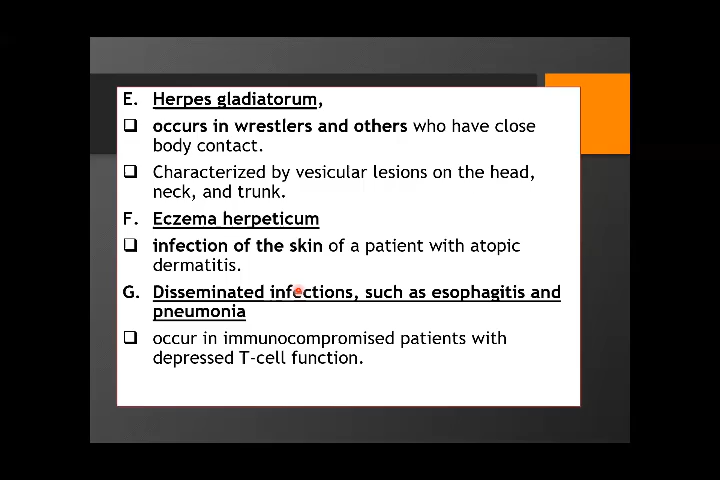 E. Herpes gladiatorum,
❑ occurs in wrestlers and others who have close
body contact.
❑ Characterized by vesicular lesions on the head,
neck, and trunk.
F. Eczema herpeticum
❑ infection of the skin of a patient with atopic
dermatitis.
G. Disseminated infections, such as esophagitis and
pneumonia
❑ occur in immunocompromised patients with
depressed T-cell function.